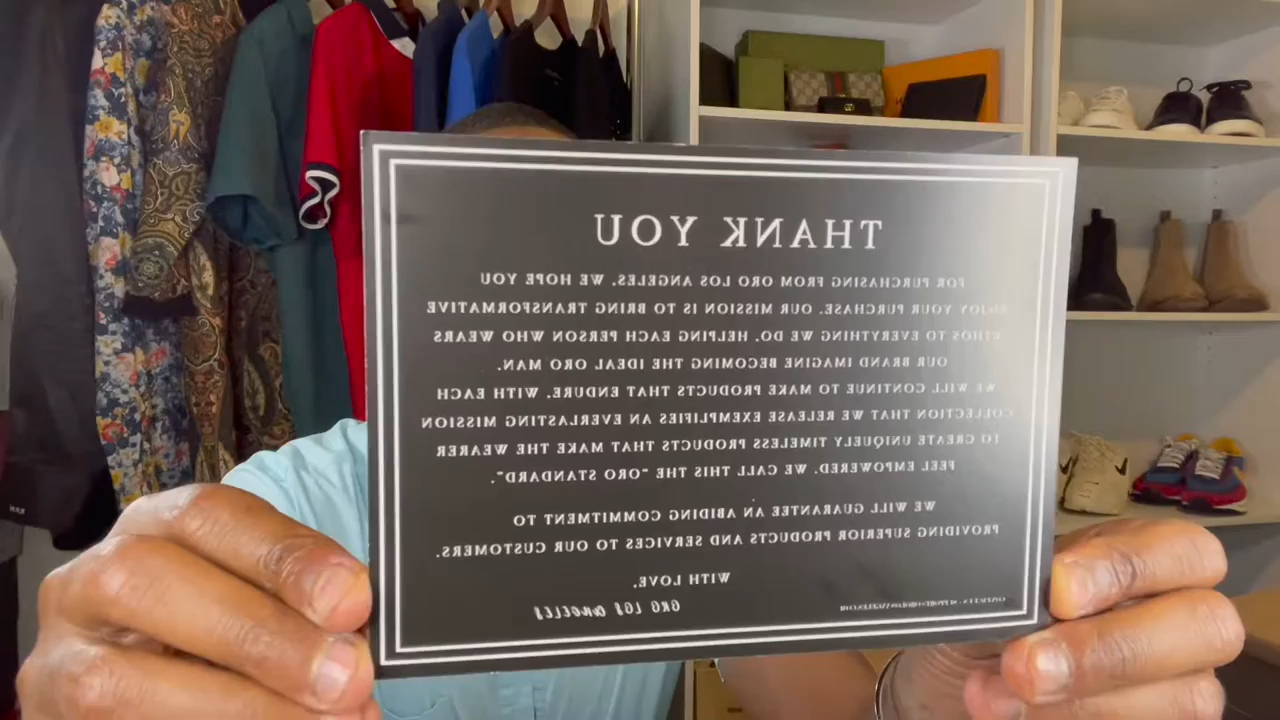 THANK YOU
FOR PURCHASING FROM ORO LOS ANGELES. WE HOPE YOU
ENJOY YOUR PURCHASE. OUR MISSION IS TO BRING TRANSFORMATIVE
ETHOS TO EVERYTHING WE DO, HELPING EACH PERSON WHO WEARS
OUR BRAND IMAGINE BECOMING THE IDEAL ORO MAN.
WE WILL CONTINUE TO MAKE PRODUCTS THAT ENDURE. WITH EACH
COLLECTION THAT WE RELEASE EXEMPLIFIES AN EVERLASTING MISSION
TO CREATE UNIQUELY TIMELESS PRODUCTS THAT MAKE THE WEARER
FEEL EMPOWERED. WE CALL THIS THE "ORO STANDARD".
WE WILL GUARANTEE AN ABIDING COMMITMENT TO
PROVIDING SUPERIOR PRODUCTS AND SERVICES TO OUR CUSTOMERS.
WITH LOVE,
ORO LOS ANGELES